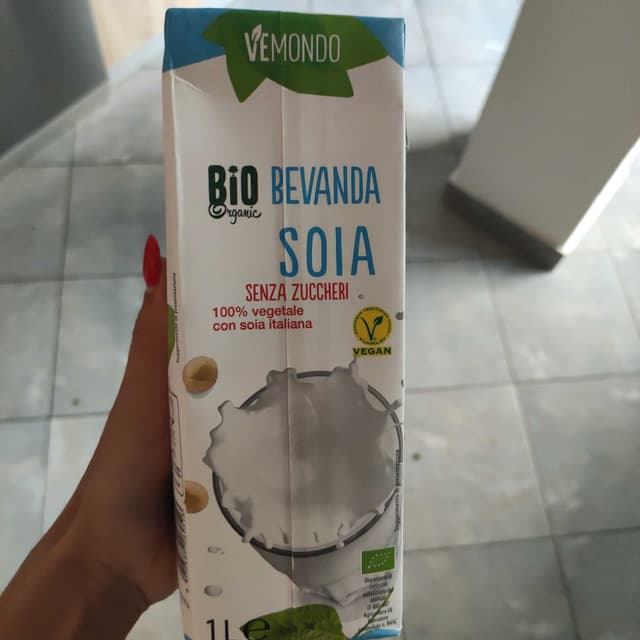 VEMONDO
BiO
Organic
BEVANDA
SOIA
SENZA ZUCCHERI
100% vegetale
con soia italiana
VEGAN
1L e